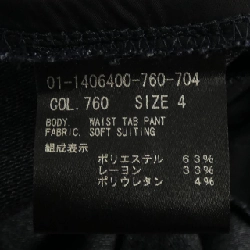 01-1406400-760-704
COL. 760 SIZE 4
BODY. WAIST TAB PANT
FABRIC. SOFT SUITING
組成表示
ポリエステル 63%
レーヨン 33%
ポリウレタン 4%